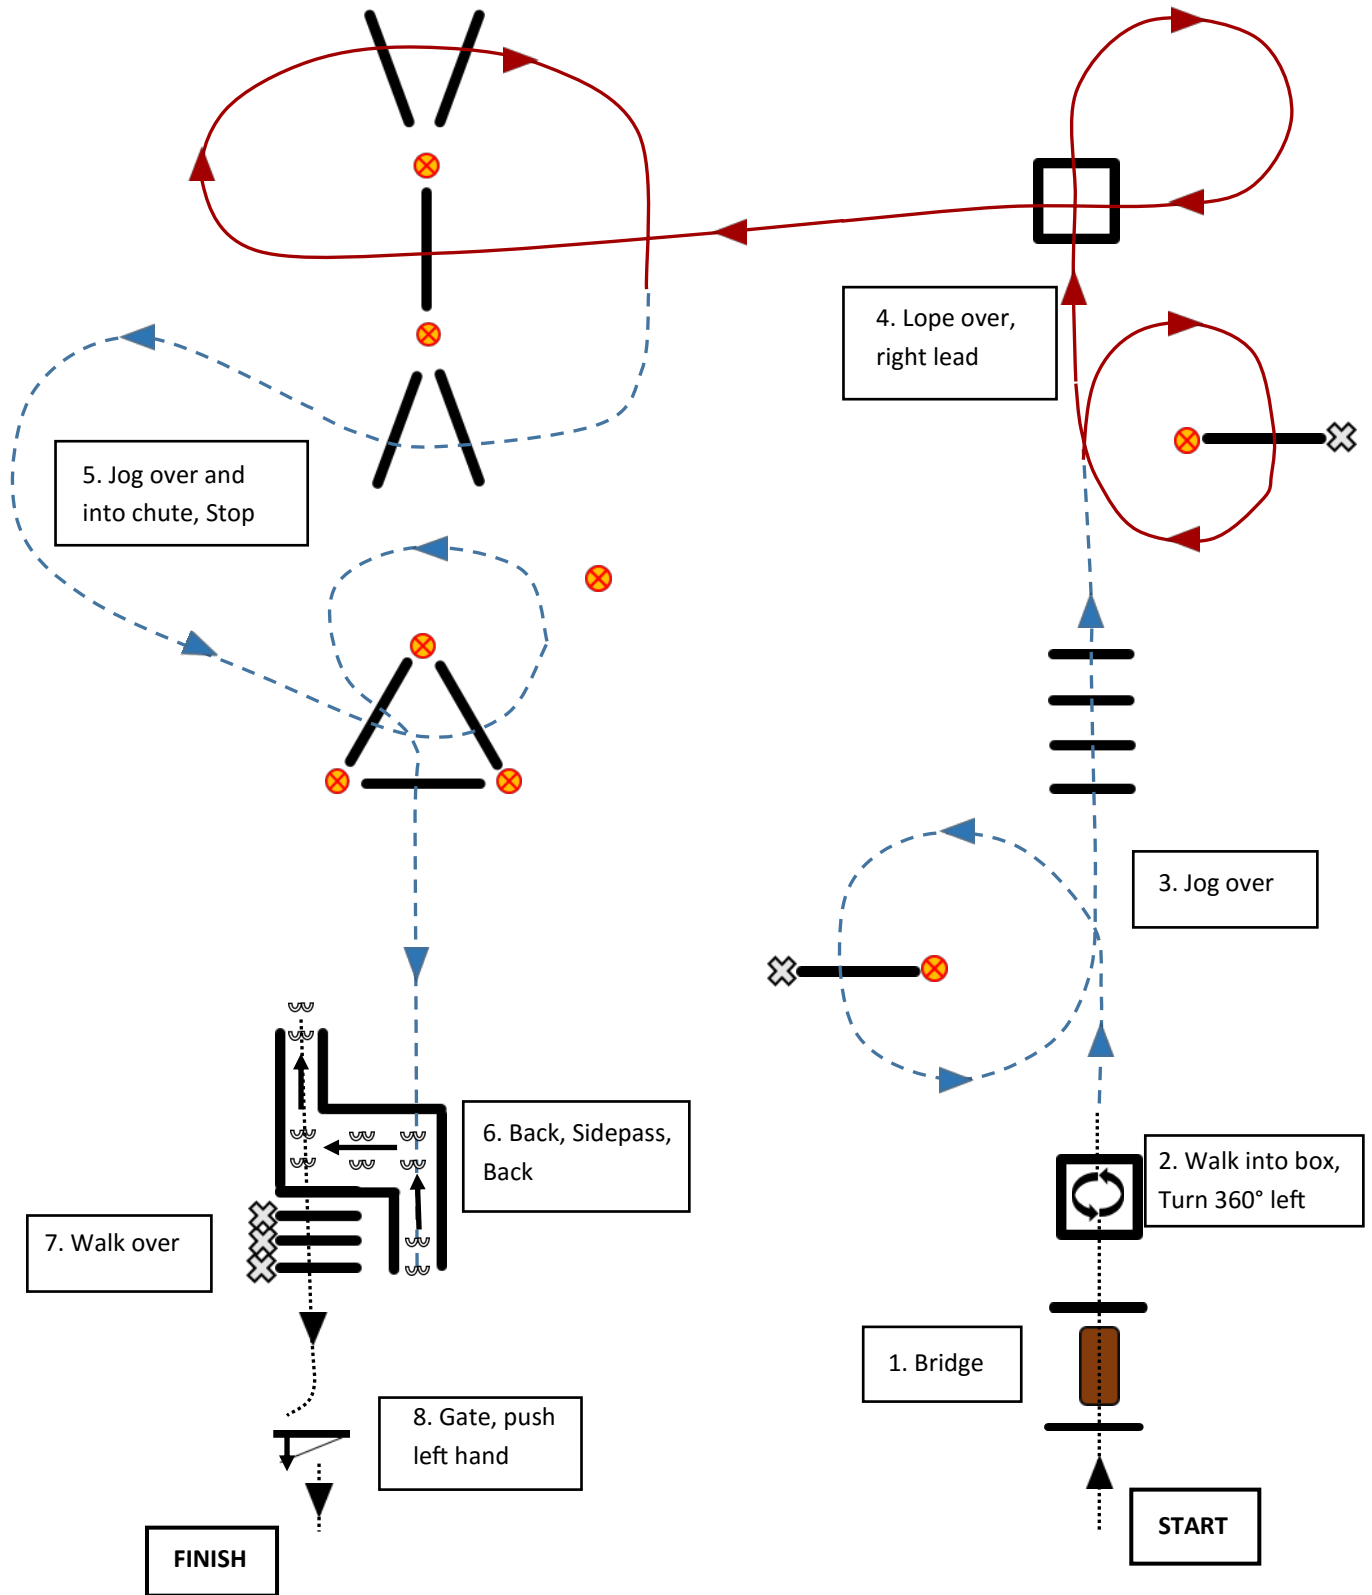 4. Lope over,
right lead
5. Jog over and
into chute, Stop
3. Jog over
6. Back, Sidepass,
Back
2. Walk into box,
Turn 360° left
7. Walk over
1. Bridge
8. Gate, push
left hand
START
FINISH